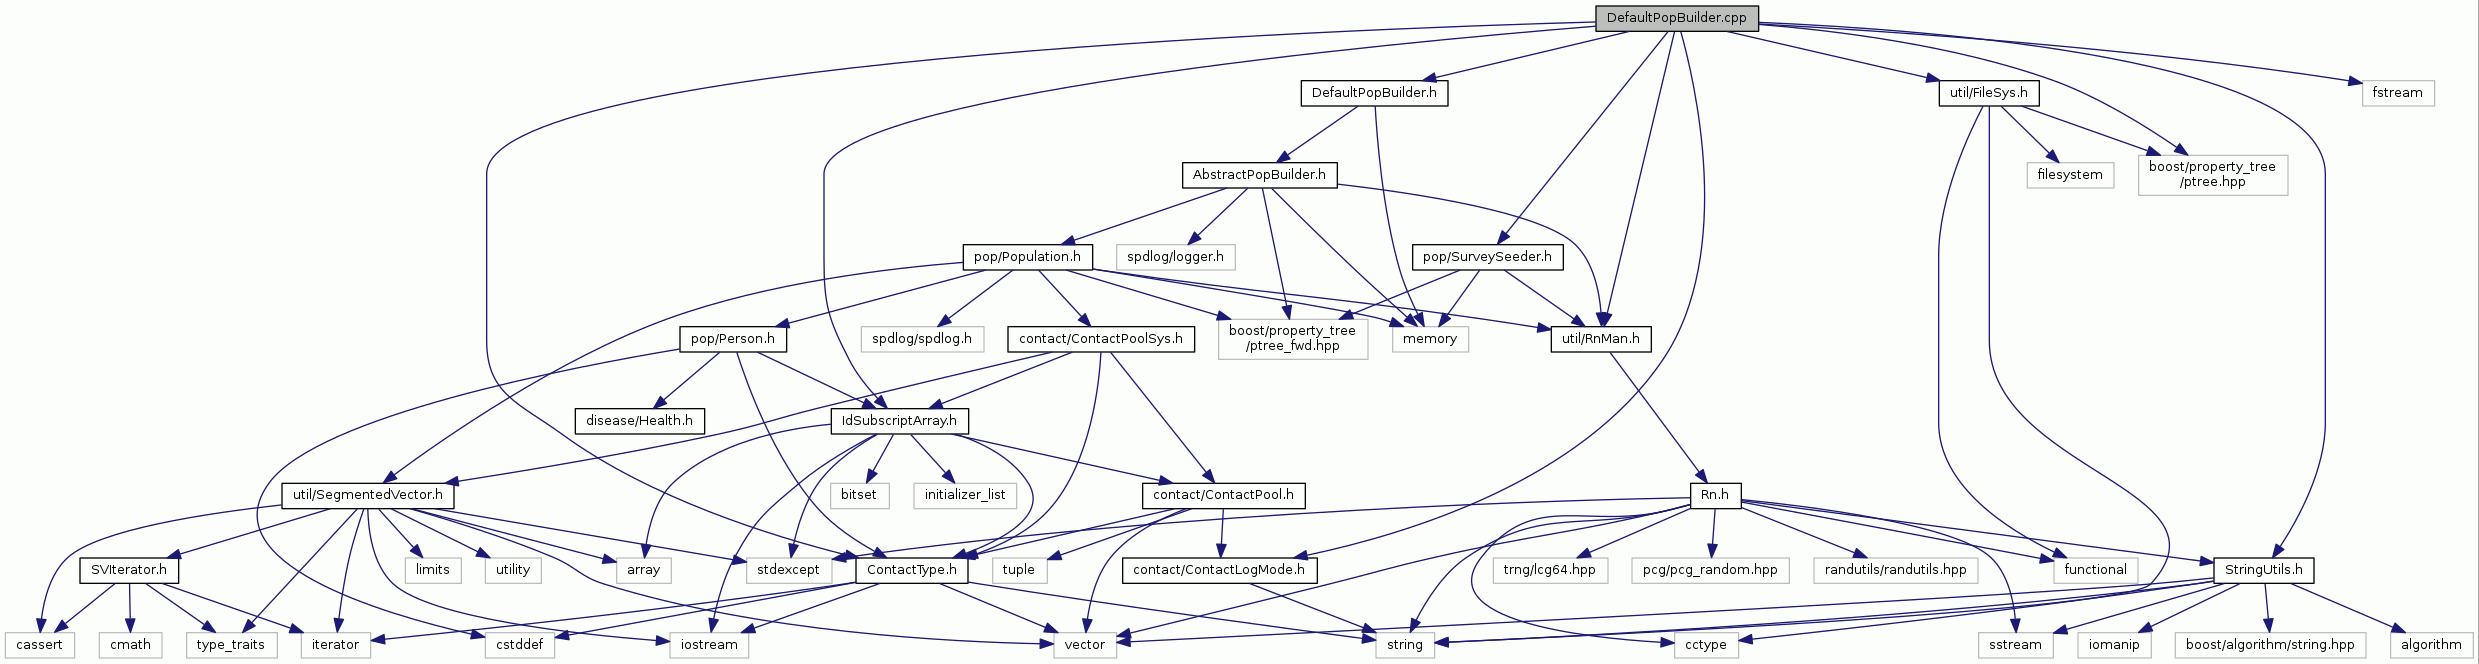 DefaultPopBuilder.cpp
DefaultPopBuilder.h
util/FileSys.h
fstream
AbstractPopBuilder.h
filesystem
boost/property_tree
/ptree.hpp
pop/Population.h
spdlog/logger.h
pop/SurveySeeder.h
pop/Person.h
spdlog/spdlog.h
contact/ContactPoolSys.h
boost/property_tree
/ptree_fwd.hpp
memory
util/RnMan.h
disease/Health.h
IdSubscriptArray.h
util/SegmentedVector.h
bitset
initializer_list
contact/ContactPool.h
Rn.h
SVIterator.h
limits
utility
array
stdexcept
ContactType.h
tuple
contact/ContactLogMode.h
trng/lcg64.hpp
pcg/pcg_random.hpp
randutils/randutils.hpp
functional
StringUtils.h
cassert
cmath
type_traits
iterator
cstddef
iostream
vector
string
cctype
sstream
iomanip
boost/algorithm/string.hpp
algorithm